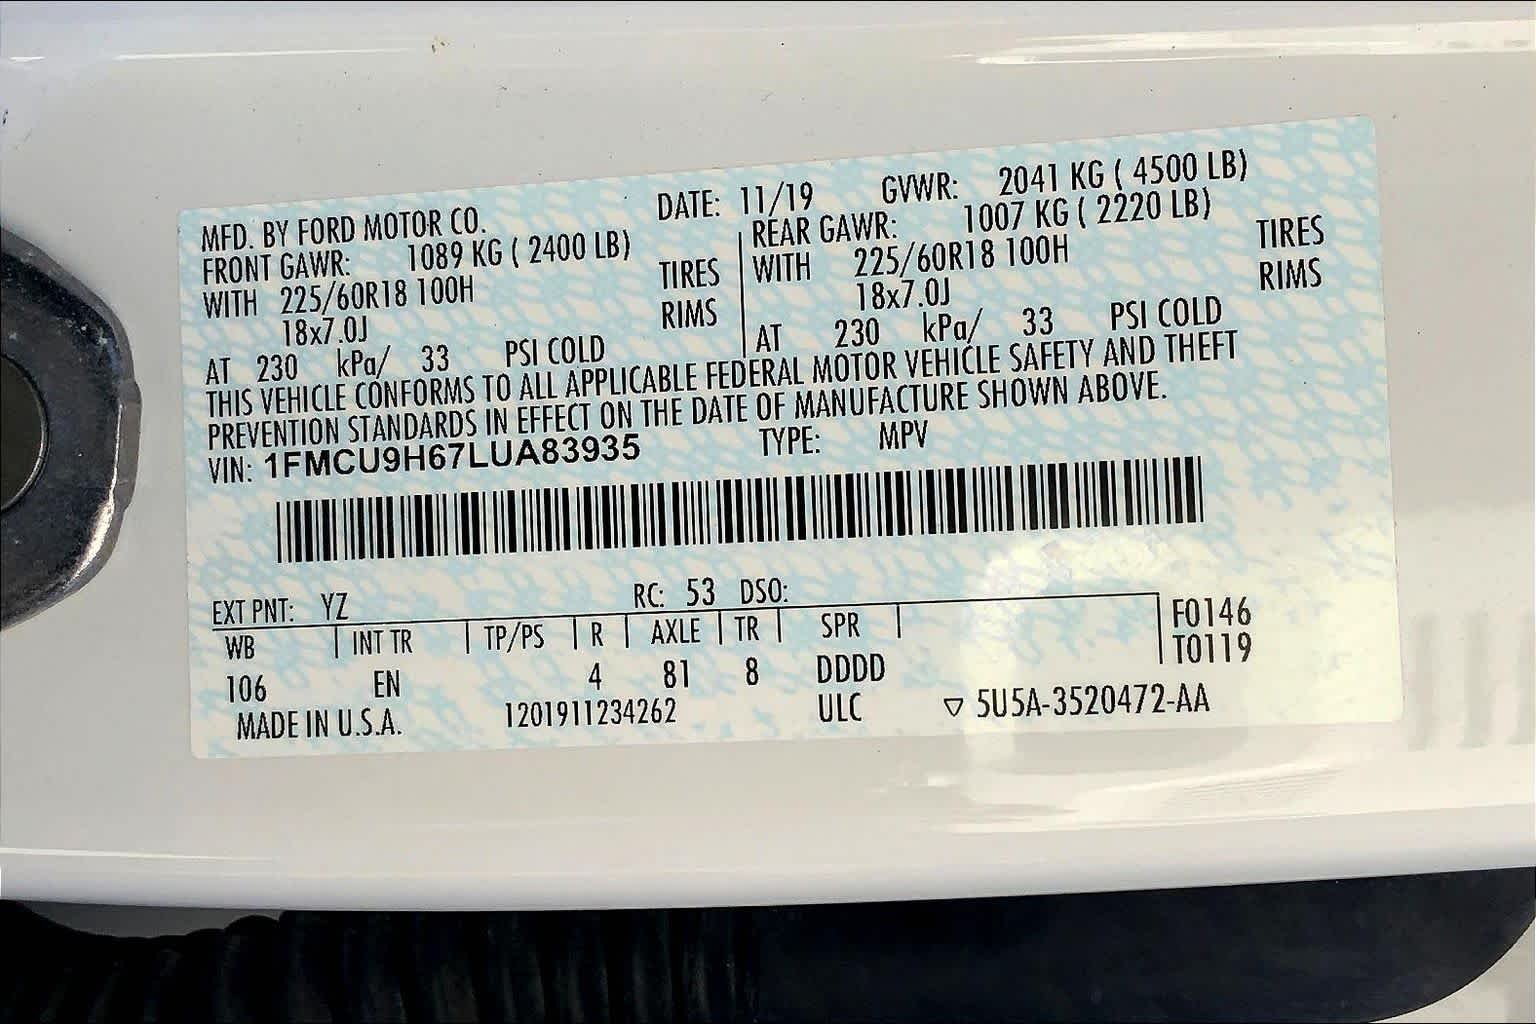 MFD. BY FORD MOTOR CO. DATE: 11/19 GVWR: 2041 KG ( 4500 LB)
FRONT GAWR: 1089 KG ( 2400 LB) REAR GAWR: 1007 KG ( 2220 LB)
WITH 225/60R18 100H TIRES WITH 225/60R18 100H TIRES
18x7.0J RIMS 18x7.0J RIMS
AT 230 kPa/ 33 PSI COLD AT 230 kPa/ 33 PSI COLD
THIS VEHICLE CONFORMS TO ALL APPLICABLE FEDERAL MOTOR VEHICLE SAFETY AND THEFT
PREVENTION STANDARDS IN EFFECT ON THE DATE OF MANUFACTURE SHOWN ABOVE.
VIN: 1FMCU9H67LUA83935 TYPE: MPV
EXT PNT: YZ RC: 53 DSO:
WB INT TR TP/PS R AXLE TR SPR F0146
T0119
106 EN 4 81 8 DDDD
MADE IN U.S.A. 1201911234262 ULC ▽ 5U5A-3520472-AA